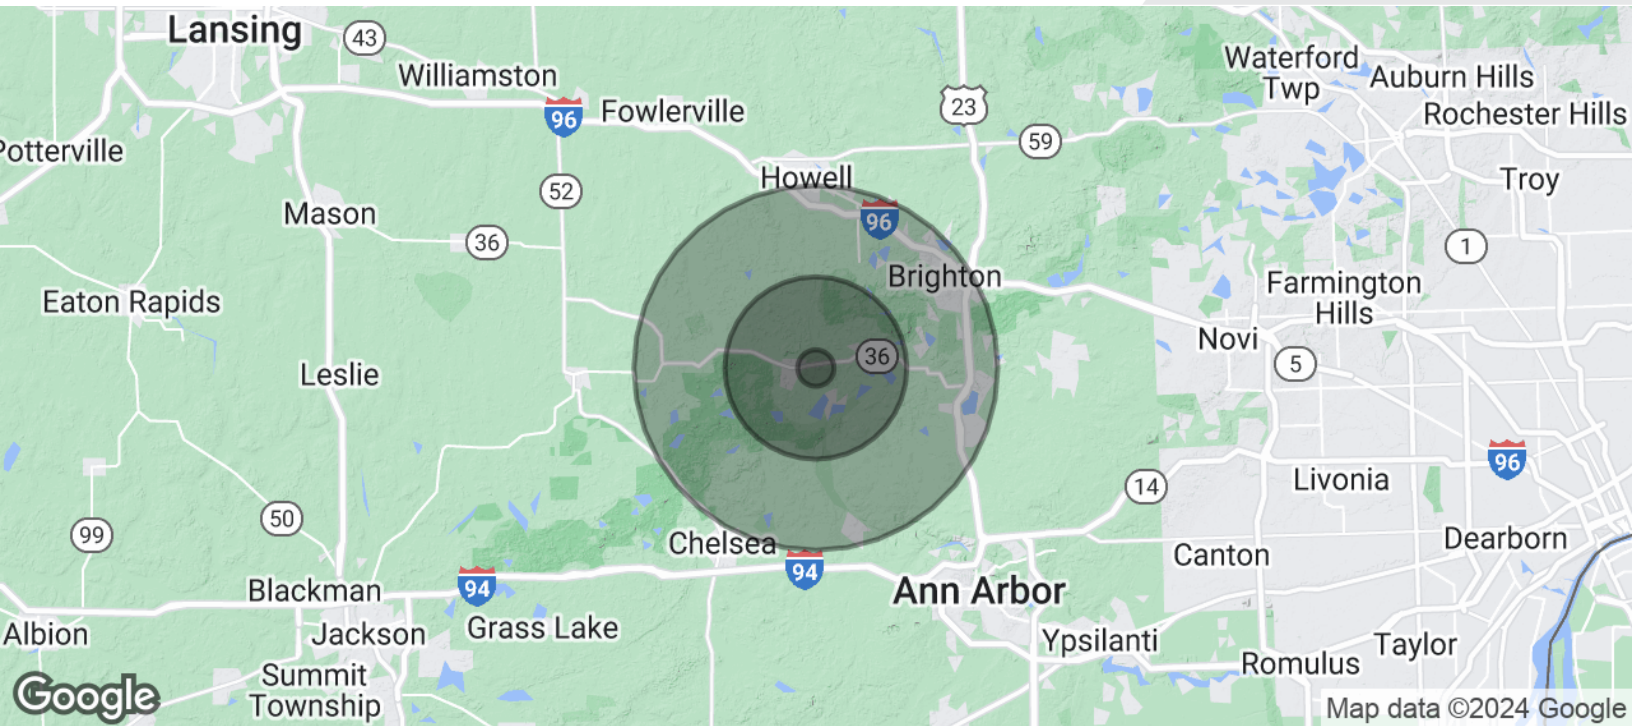 Lansing
43
Williamston
96
Fowlerville
23
59
Waterford
Twp
Auburn Hills
Rochester Hills
Potterville
52
Howell
Troy
Mason
36
96
1
Brighton
Eaton Rapids
Farmington
Hills
Novi
5
Leslie
36
96
Livonia
14
50
99
Chelsea
94
Canton
Dearborn
94
Blackman
Ann Arbor
Albion
Jackson
Grass Lake
Ypsilanti
Taylor
Romulus
Summit
Township
Google
Map data ©2024 Google